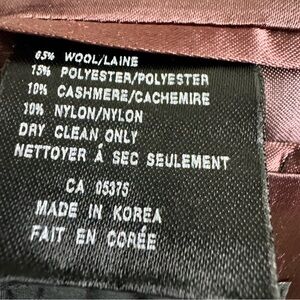 65% WOOL/LAINE
15% POLYESTER/POLYESTER
10% CASHMERE/CACHEMIRE
10% NYLON/NYLON
DRY CLEAN ONLY
NETTOYER Á SEC SEULEMENT
CA 05375
MADE IN KOREA
FAIT EN CORÉE